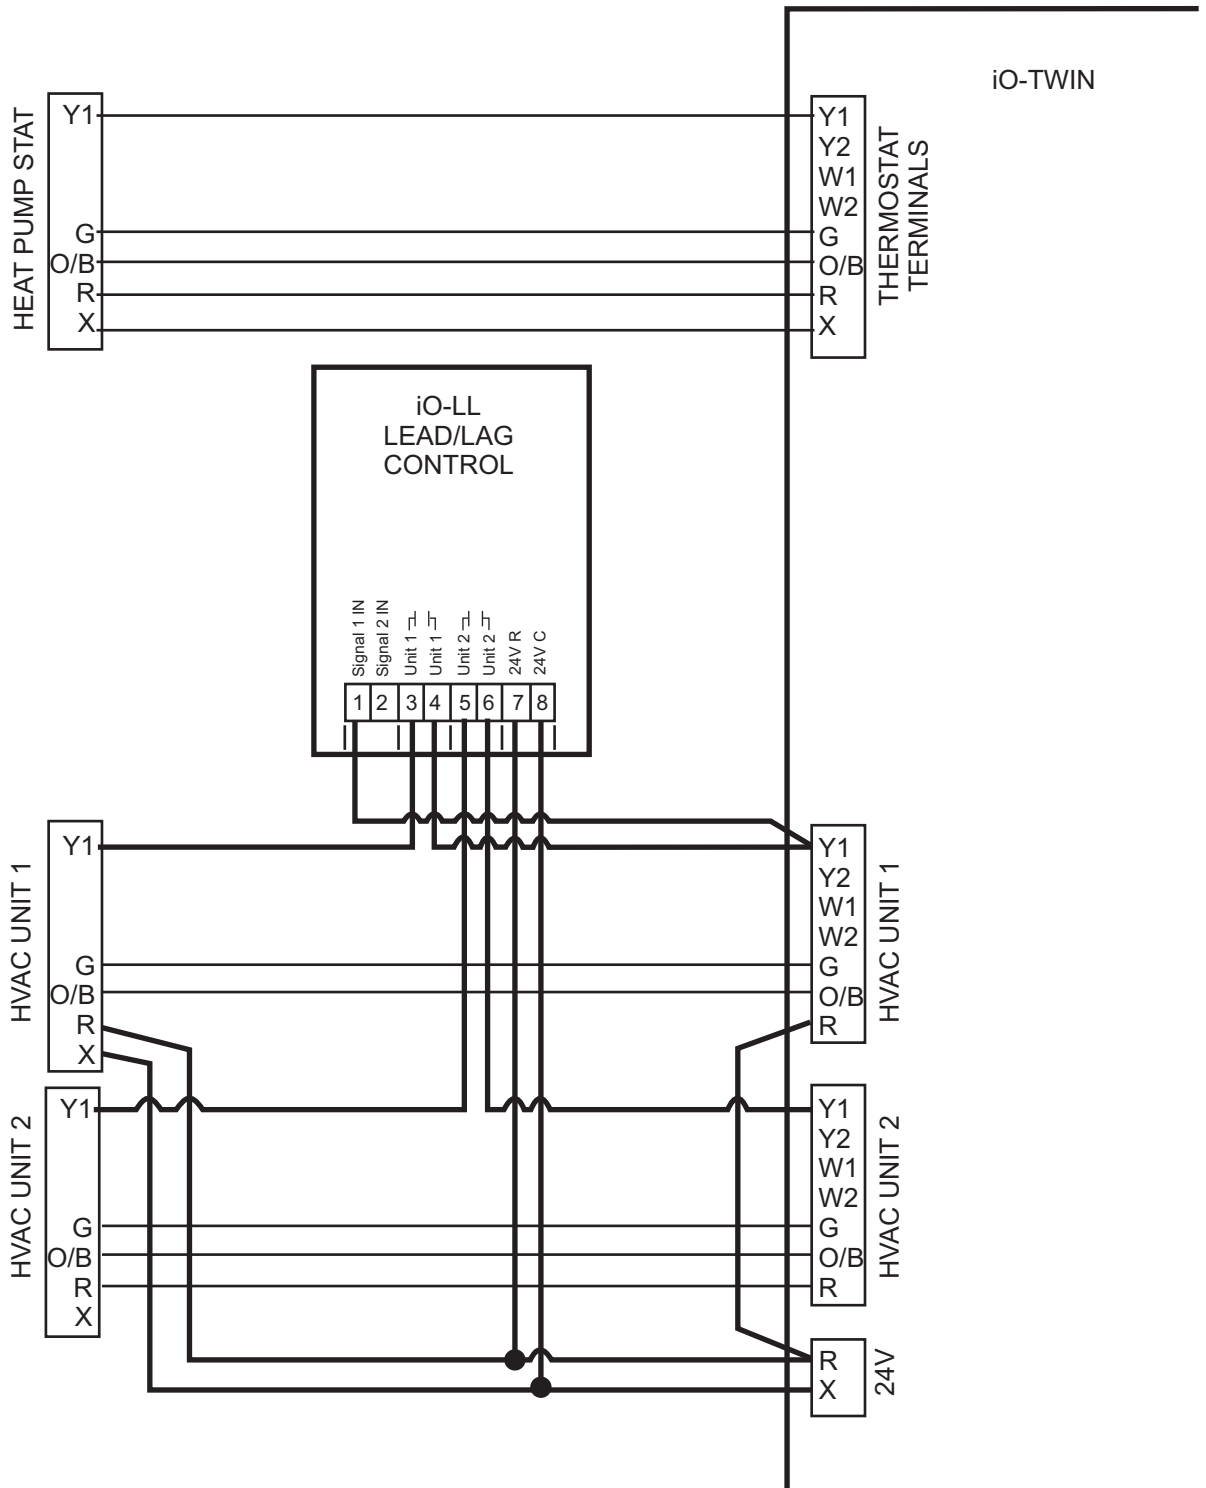 iO-TWIN
HEAT PUMP STAT
Y1
G
O/B
R
X
Y1
Y2
W1
W2
G
O/B
R
X
THERMOSTAT
TERMINALS
iO-LL
LEAD/LAG
CONTROL
Signal 1 IN
Signal 2 IN
Unit 1
Unit 1
Unit 2
Unit 2
24V R
24V C
1 2 3 4 5 6 7 8
HVAC UNIT 1
Y1
G
O/B
R
X
Y1
Y2
W1
W2
G
O/B
R
HVAC UNIT 1
HVAC UNIT 2
Y1
G
O/B
R
X
Y1
Y2
W1
W2
G
O/B
R
HVAC UNIT 2
R
X
24V